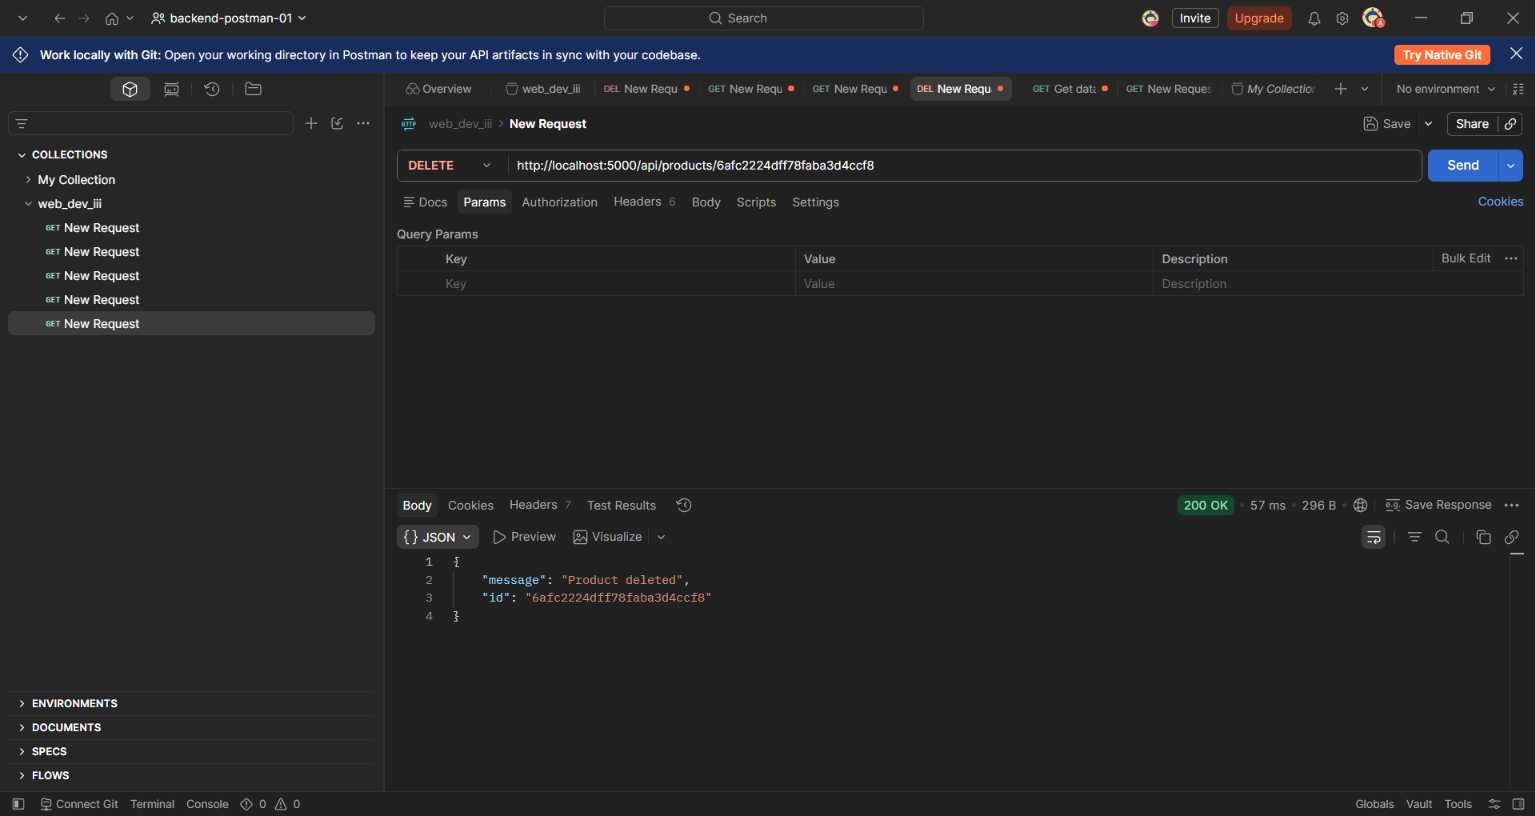 backend-postman-01
Search
Invite
Upgrade
Work locally with Git: Open your working directory in Postman to keep your API artifacts in sync with your codebase.
Try Native Git
Overview
web_dev_iii
DEL New Requ
GET New Requ
GET New Requ
DEL New Requ
GET Get data
GET New Reques
My Collection
No environment
web_dev_iii > New Request
Save
Share
COLLECTIONS
My Collection
web_dev_iii
GET New Request
GET New Request
GET New Request
GET New Request
GET New Request
ENVIRONMENTS
DOCUMENTS
SPECS
FLOWS
HTTP
DELETE
http://localhost:5000/api/products/6afc2224dff78faba3d4ccf8
Send
Docs
Params
Authorization
Headers 6
Body
Scripts
Settings
Cookies
Query Params
Key Value Description Bulk Edit
Key Value Description
Body
Cookies
Headers 7
Test Results
200 OK
57 ms
296 B
e.g. Save Response
{} JSON
Preview
Visualize
1 {
2 "message": "Product deleted",
3 "id": "6afc2224dff78faba3d4ccf8"
4 }
Connect Git
Terminal
Console
0
0
Globals
Vault
Tools